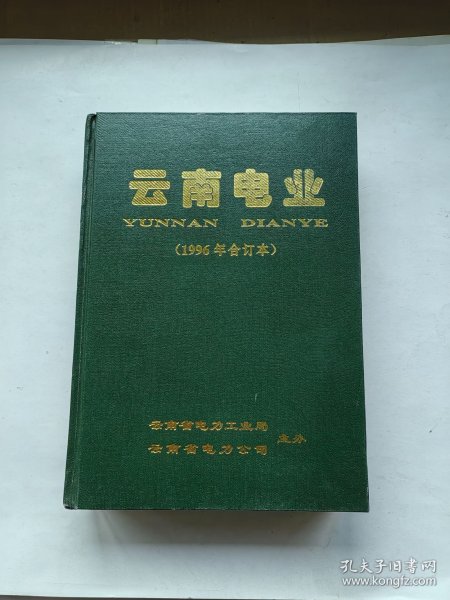 云南电业
YUNNAN DIANYE
(1996年合订本)
云南省电力工业局
云南省电力公司
主办
孔夫子旧书网
www.kongfz.com